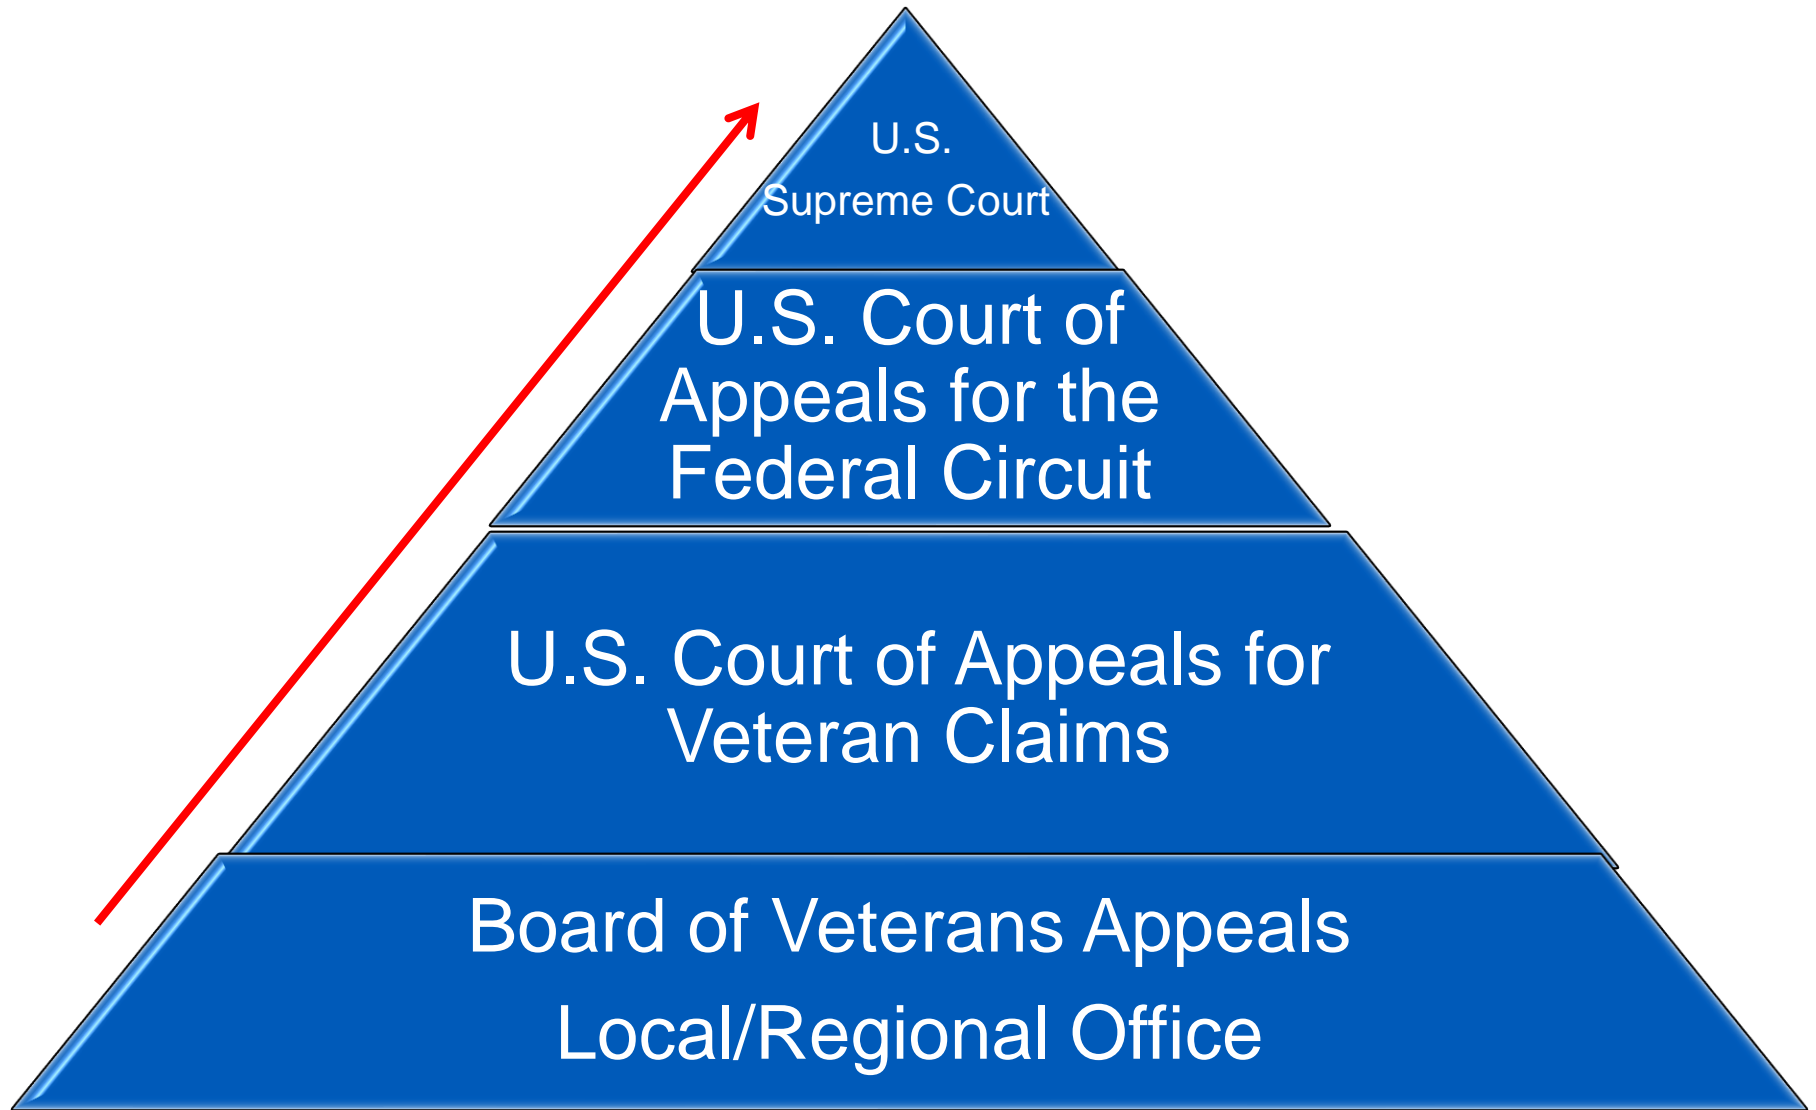 U.S.
Supreme Court
U.S. Court of
Appeals for the
Federal Circuit
U.S. Court of Appeals for
Veteran Claims
Board of Veterans Appeals
Local/Regional Office